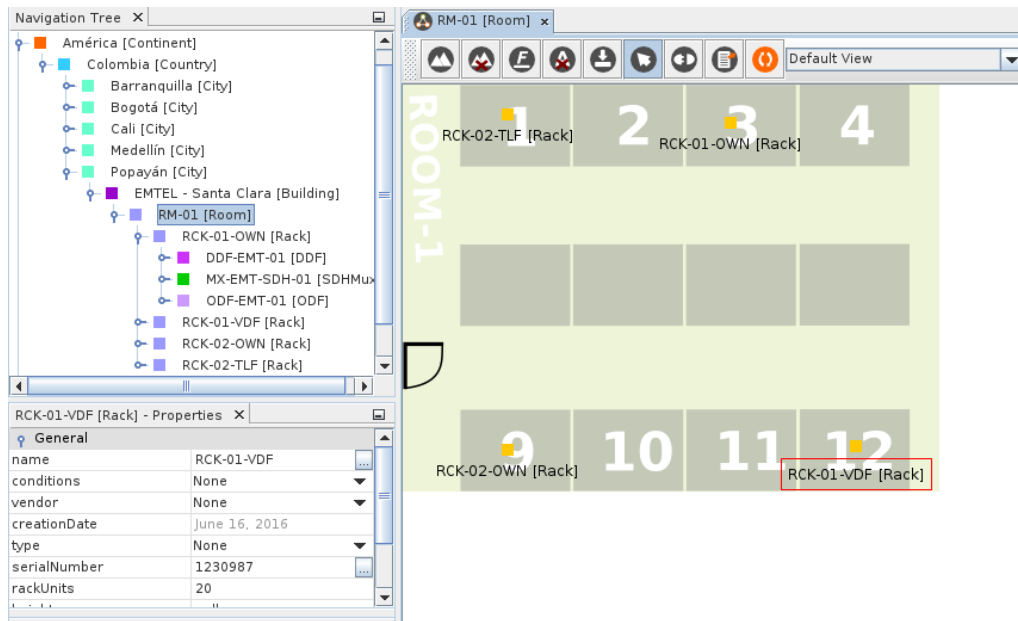 Navigation Tree
América [Continent]
Colombia [Country]
Barranquilla [City]
Bogotá [City]
Cali [City]
Medellín [City]
Popayán [City]
EMTEL - Santa Clara [Building]
RM-01 [Room]
RCK-01-OWN [Rack]
DDF-EMT-01 [DDF]
MX-EMT-SDH-01 [SDHMux
ODF-EMT-01 [ODF]
RCK-01-VDF [Rack]
RCK-02-OWN [Rack]
RCK-02-TLF [Rack]
RCK-01-VDF [Rack] - Properties
General
name RCK-01-VDF ...
conditions None
vendor None
creationDate June 16, 2016
type None
serialNumber 1230987 ...
rackUnits 20
RM-01 [Room]
Default View
ROOM-1
1 2 3 4
RCK-02-TLF [Rack]
RCK-01-OWN [Rack]
9 10 11 12
RCK-02-OWN [Rack]
RCK-01-VDF [Rack]